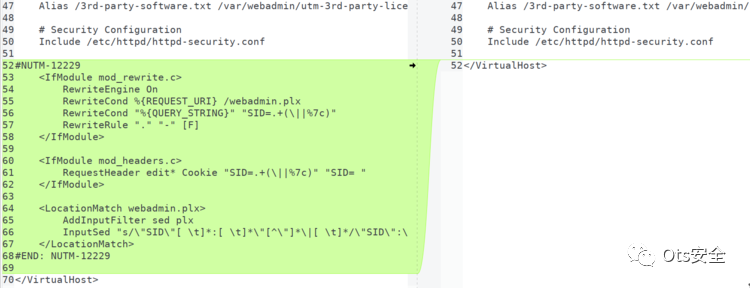 47    Alias /3rd-party-software.txt /var/webadmin/utm-3rd-party-lice
48
49    # Security Configuration
50    Include /etc/httpd/httpd-security.conf
51
52 #NUTM-12229
53    <IfModule mod_rewrite.c>
54        RewriteEngine On
55        RewriteCond %{REQUEST_URI} /webadmin.plx
56        RewriteCond "%{QUERY_STRING}" "SID=.+(\||%7c)"
57        RewriteRule "." "-" [F]
58    </IfModule>
59
60    <IfModule mod_headers.c>
61        RequestHeader edit* Cookie "SID=.+(\||%7c)" "SID= "
62    </IfModule>
63
64    <LocationMatch webadmin.plx>
65        AddInputFilter sed plx
66        InputSed "s/\"SID\"[ \t]*:[ \t]*\"[^\"]*\|[ \t]*/\"SID\":\
67    </LocationMatch>
68 #END: NUTM-12229
69
70 </VirtualHost>
47    Alias /3rd-party-software.txt /var/webadmin/
48
49    # Security Configuration
50    Include /etc/httpd/httpd-security.conf
51
52 </VirtualHost>
Ots安全